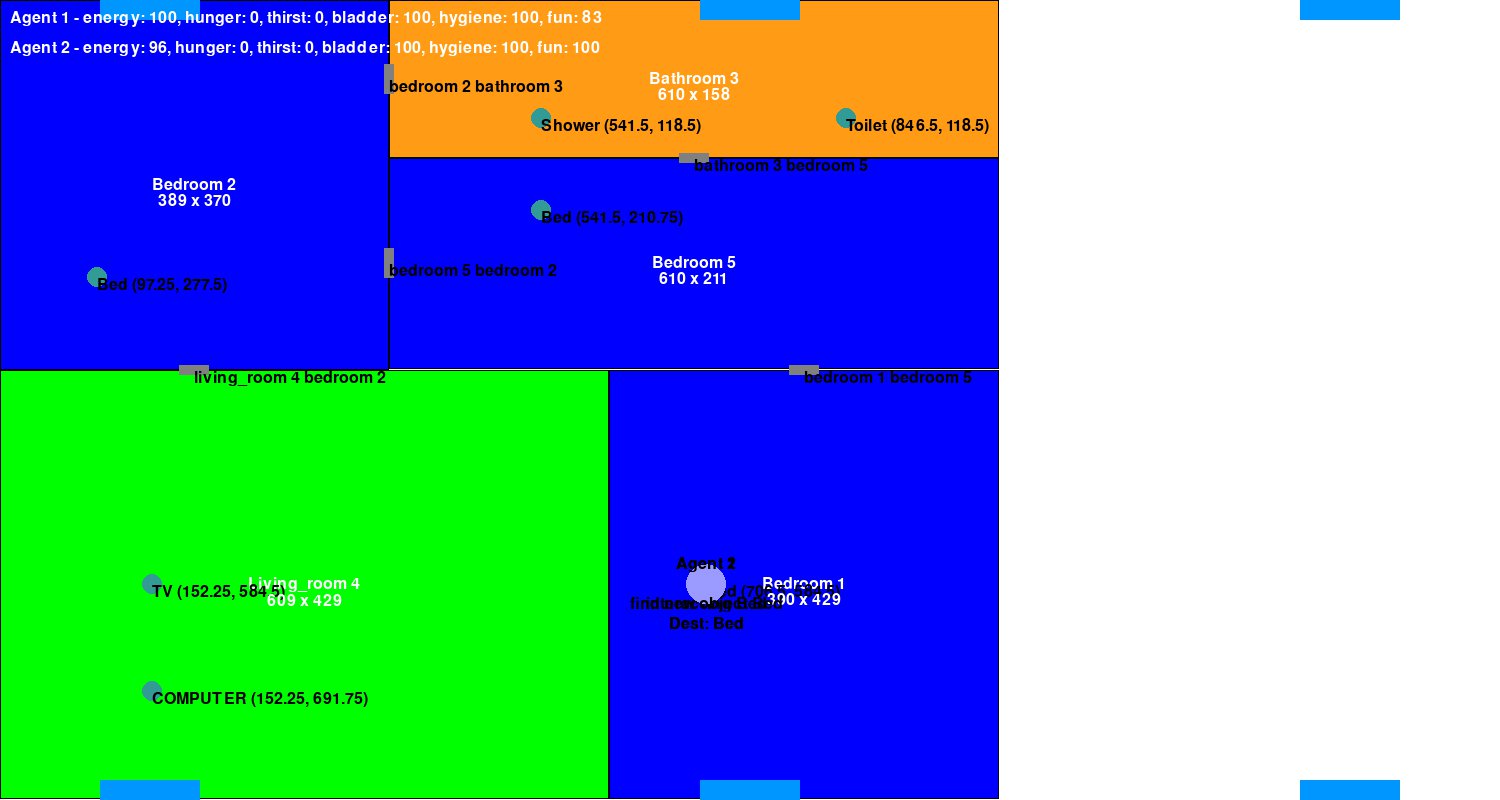 Agent 1 - energy: 100, hunger: 0, thirst: 0, bladder: 100, hygiene: 100, fun: 83
Agent 2 - energy: 96, hunger: 0, thirst: 0, bladder: 100, hygiene: 100, fun: 100
Bathroom 3
610 x 158
bedroom 2 bathroom 3
Shower (541.5, 118.5)
Toilet (846.5, 118.5)
bathroom 3 bedroom 5
Bedroom 2
389 x 370
Bed (541.5, 210.75)
Bedroom 5
610 x 211
bedroom 5 bedroom 2
Bed (97.25, 277.5)
living_room 4 bedroom 2
bedroom 1 bedroom 5
Agent
Living_room 4
609 x 429
TV (152.25, 584.5)
Bedroom 1
390 x 429
Dest: Bed
COMPUTER (152.25, 691.75)